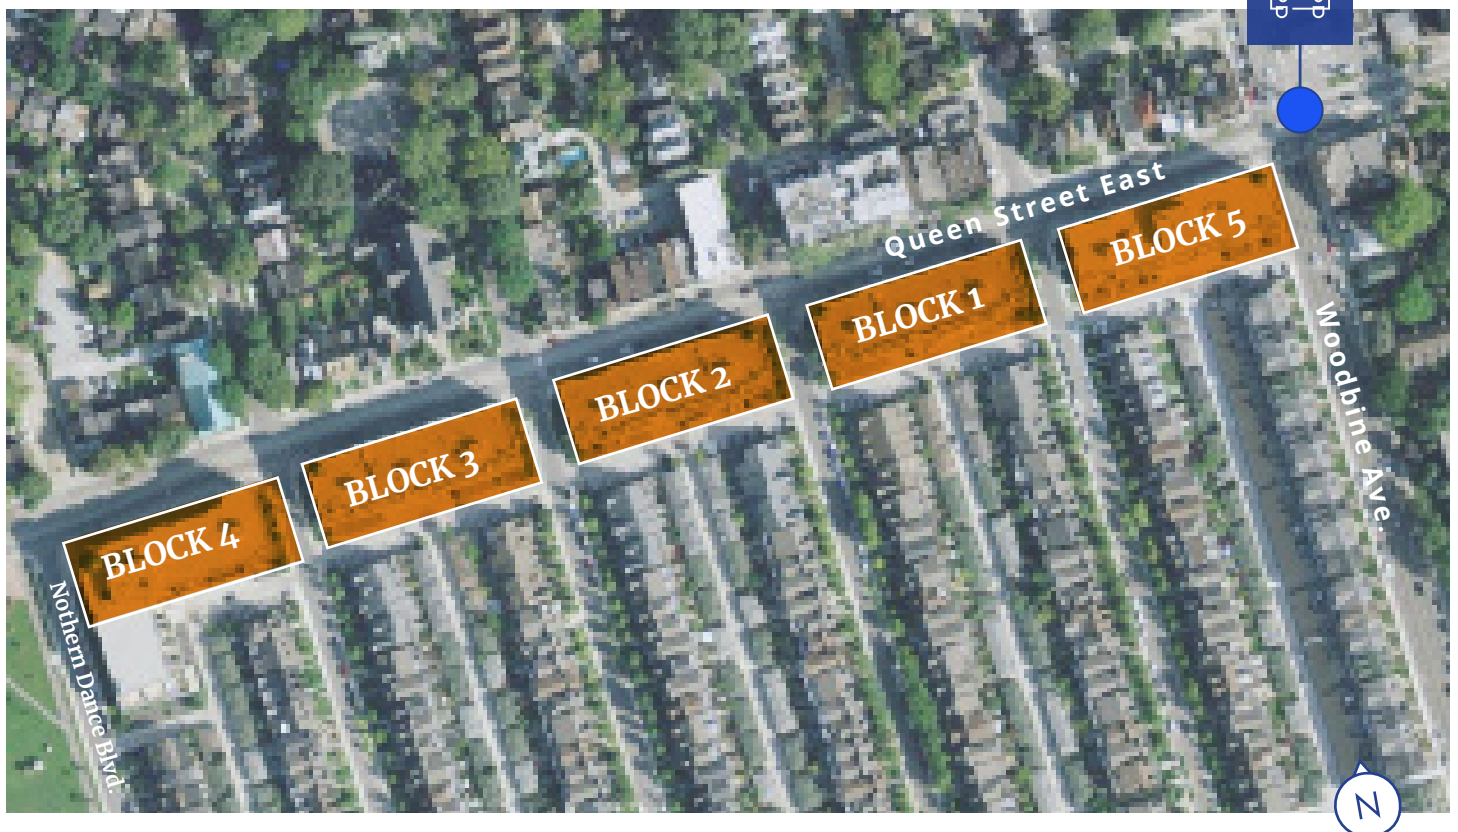 Queen Street East
BLOCK 5
BLOCK 1
BLOCK 2
BLOCK 3
BLOCK 4
Woodbine Ave.
Nothern Dance Blvd.
N